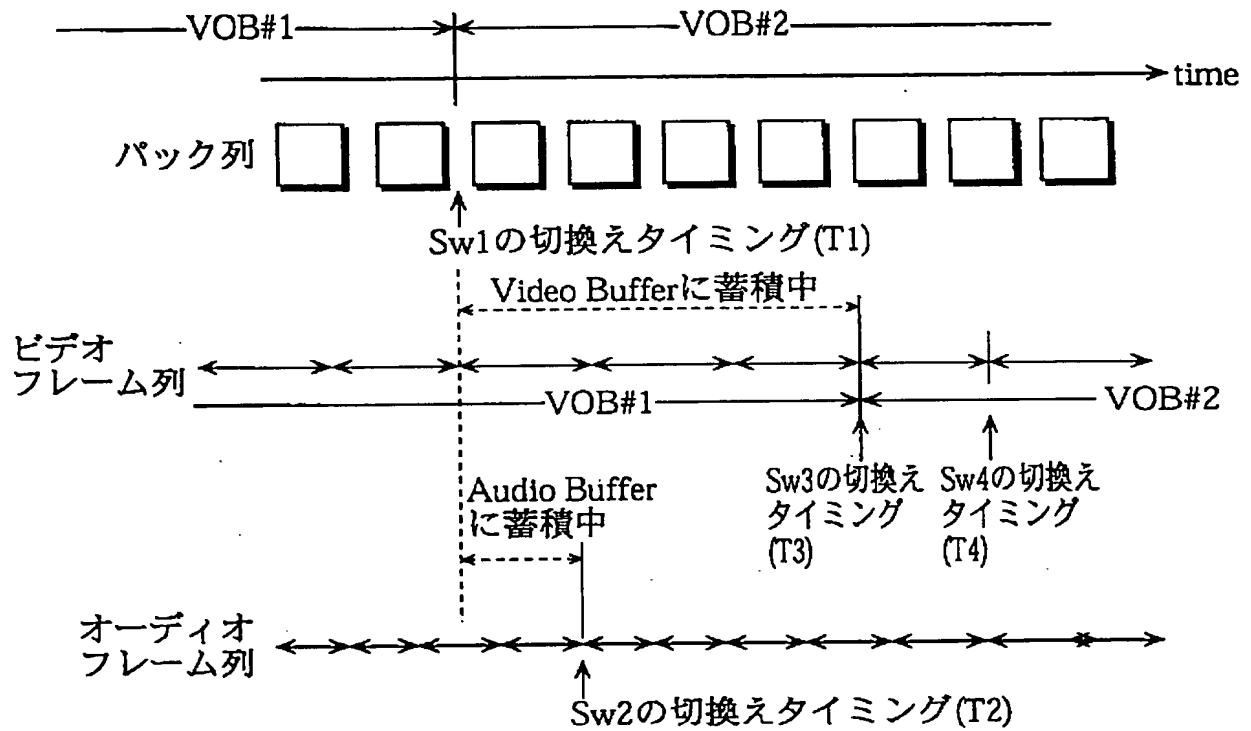 VOB#1
VOB#2
time
パック列
Sw1の切換えタイミング(T1)
Video Bufferに蓄積中
ビデオ
フレーム列
VOB#1
VOB#2
Sw3の切換え
タイミング
(T3)
Sw4の切換え
タイミング
(T4)
Audio Buffer
に蓄積中
オーディオ
フレーム列
Sw2の切換えタイミング(T2)